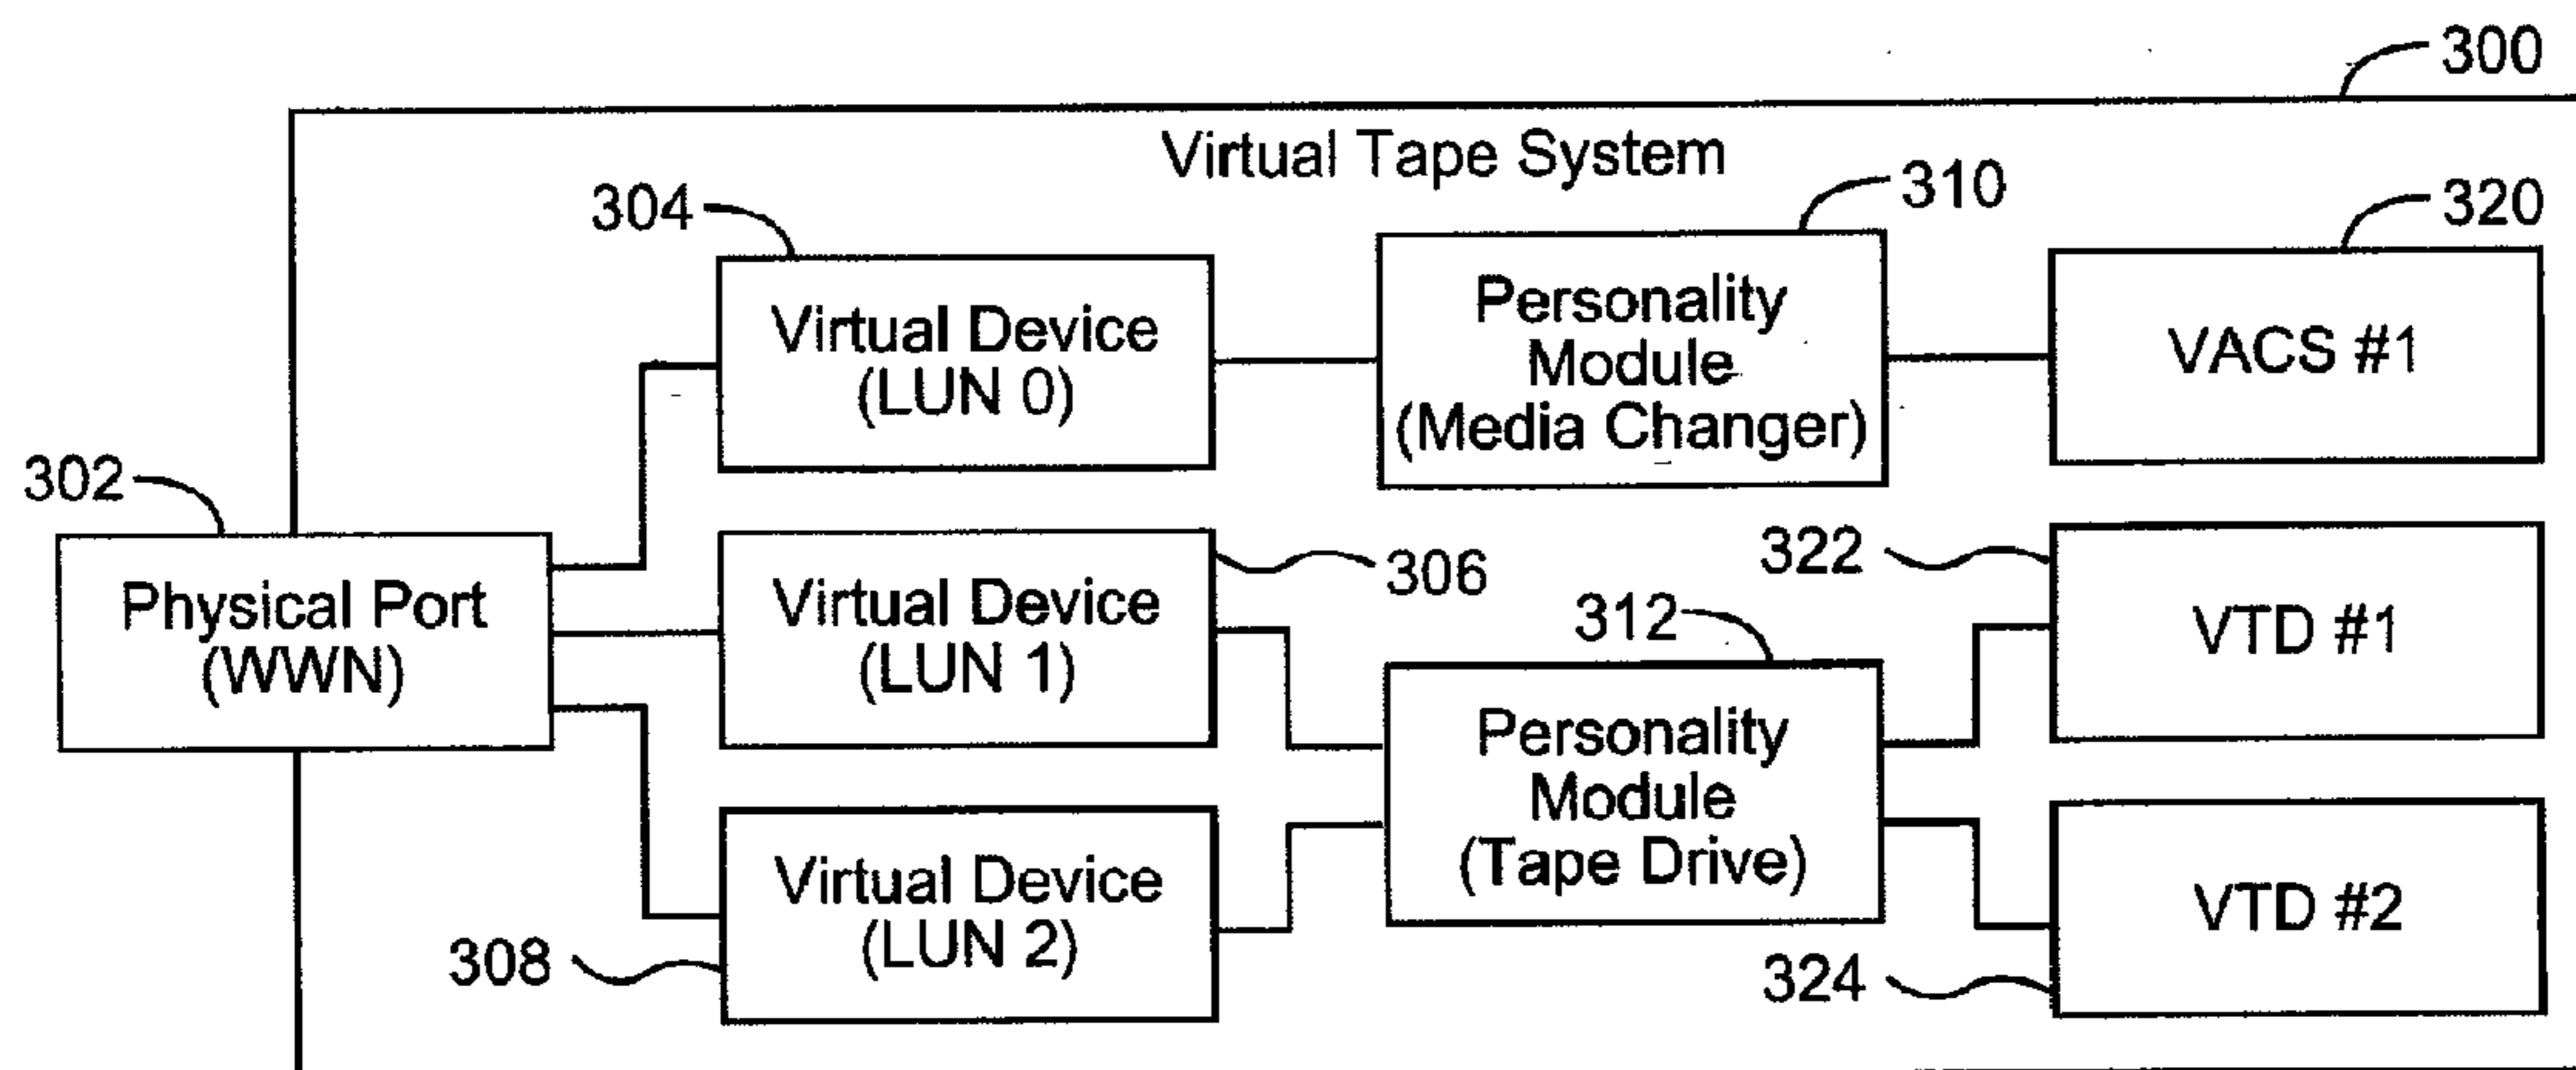 300
Virtual Tape System
304
310
320
Virtual Device
(LUN 0)
Personality
Module
(Media Changer)
VACS #1
302
Physical Port
(WWN)
Virtual Device
(LUN 1)
306
312
322
VTD #1
Personality
Module
(Tape Drive)
Virtual Device
(LUN 2)
308
VTD #2
324